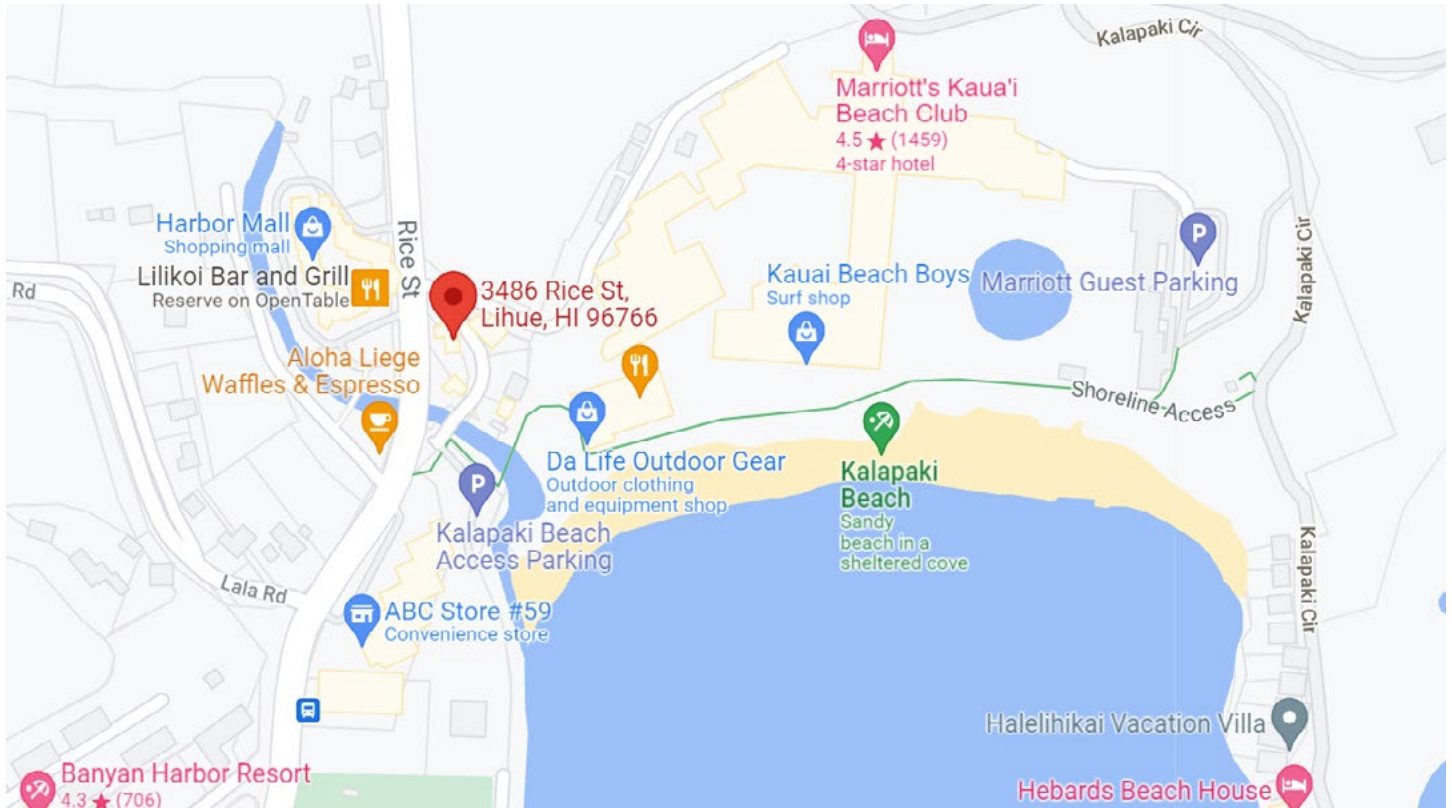 Kalapaki Cir
Marriott's Kaua'i
Beach Club
4.5 ★ (1459)
4-star hotel
Harbor Mall
Shopping mall
Rice St
Kalapaki Cir
Lilikoi Bar and Grill
Reserve on OpenTable
Rd
3486 Rice St,
Lihue, HI 96766
Kauai Beach Boys
Surf shop
P
Marriott Guest Parking
Aloha Liege
Waffles & Espresso
Shoreline Access
Da Life Outdoor Gear
Outdoor clothing
and equipment shop
Kalapaki
Beach
Sandy
beach in a
sheltered cove
P
Kalapaki Beach
Access Parking
Kalapaki Cir
Lala Rd
ABC Store #59
Convenience store
Halelihikai Vacation Villa
Banyan Harbor Resort
4.3 ★ (706)
Hebards Beach House